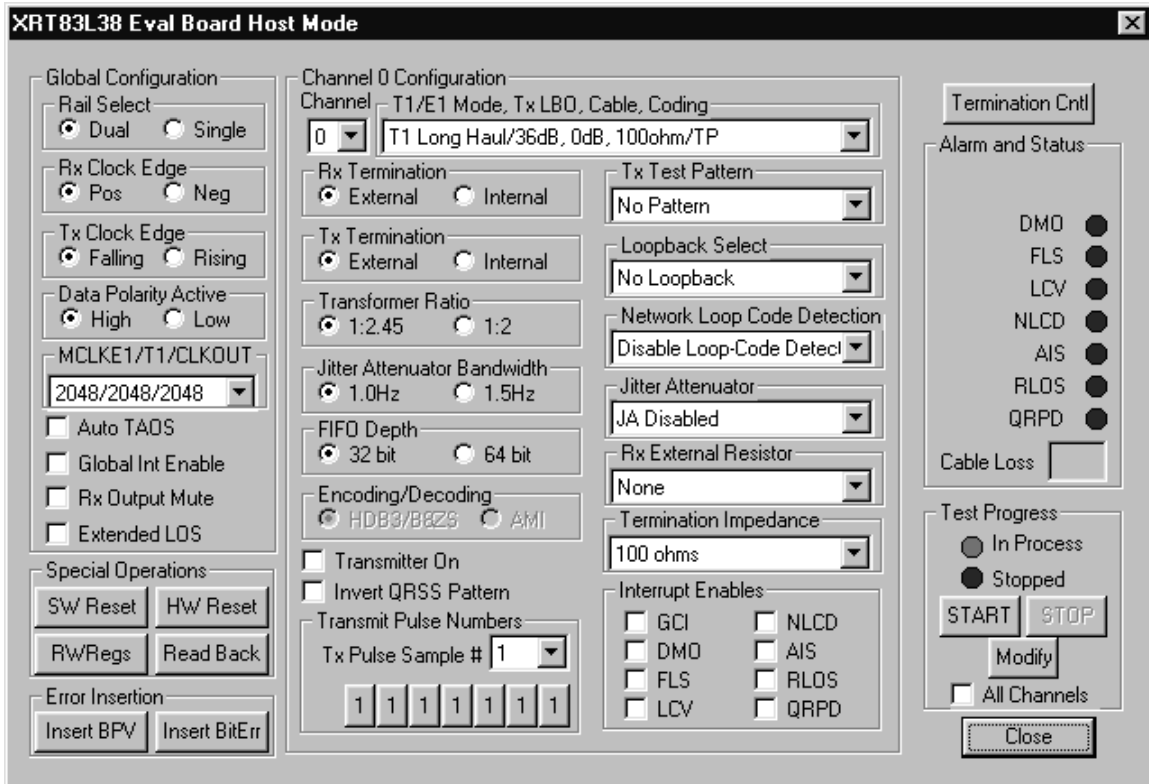 XRT83L38 Eval Board Host Mode
Global Configuration
Rail Select
Dual Single
Rx Clock Edge
Pos Neg
Tx Clock Edge
Falling Rising
Data Polarity Active
High Low
MCLKE1/T1/CLKOUT
2048/2048/2048
Auto TAOS
Global Int Enable
Rx Output Mute
Extended LOS
Special Operations
SW Reset HW Reset
RWRegs Read Back
Error Insertion
Insert BPV Insert BitErr
Channel 0 Configuration
Channel T1/E1 Mode, Tx LBO, Cable, Coding
0 T1 Long Haul/36dB, 0dB, 100ohm/TP
Rx Termination
External Internal
Tx Termination
External Internal
Transformer Ratio
1:2.45 1:2
Jitter Attenuator Bandwidth
1.0Hz 1.5Hz
FIFO Depth
32 bit 64 bit
Encoding/Decoding
HDB3/B8ZS AMI
Transmitter On
Invert QRSS Pattern
Transmit Pulse Numbers
Tx Pulse Sample # 1
1 1 1 1 1 1 1
Tx Test Pattern
No Pattern
Loopback Select
No Loopback
Network Loop Code Detection
Disable Loop-Code Detect
Jitter Attenuator
JA Disabled
Rx External Resistor
None
Termination Impedance
100 ohms
Interrupt Enables
GCI NLCD
DMO AIS
FLS RLOS
LCV QRPD
Termination Cntl
Alarm and Status
DMO
FLS
LCV
NLCD
AIS
RLOS
QRPD
Cable Loss
Test Progress
In Process
Stopped
START STOP
Modify
All Channels
Close